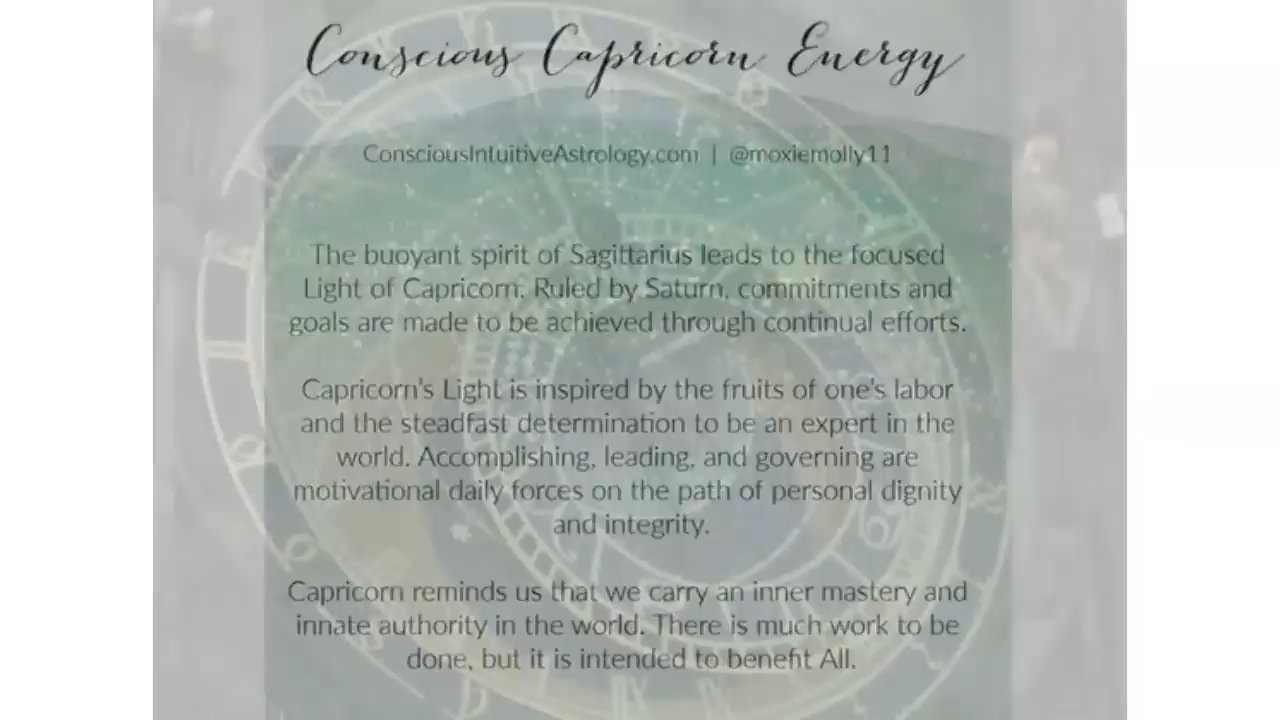 Conscious Capricorn Energy
ConsciousIntuitiveAstrology.com | @moxiemolly11
The buoyant spirit of Sagittarius leads to the focused
Light of Capricorn. Ruled by Saturn, commitments and
goals are made to be achieved through continual efforts.
Capricorn's Light is inspired by the fruits of one's labor
and the steadfast determination to be an expert in the
world. Accomplishing, leading, and governing are
motivational daily forces on the path of personal dignity
and integrity.
Capricorn reminds us that we carry an inner mastery and
innate authority in the world. There is much work to be
done, but it is intended to benefit All.